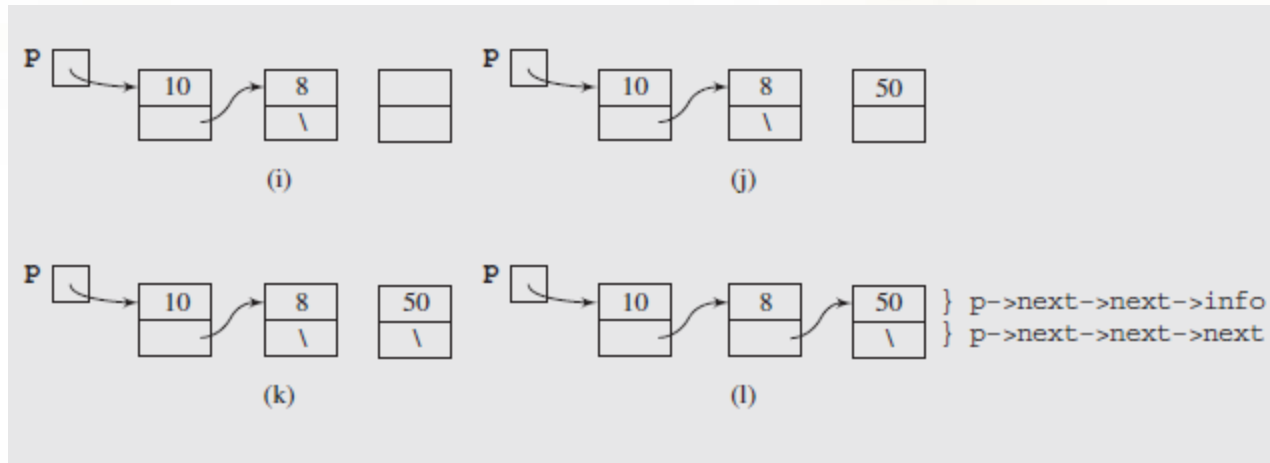 p
10
8
\
(i)
p
10
8
\
50
(j)
p
10
8
\
50
\
(k)
p
10
8
50
\
} p->next->next->info
} p->next->next->next
(l)